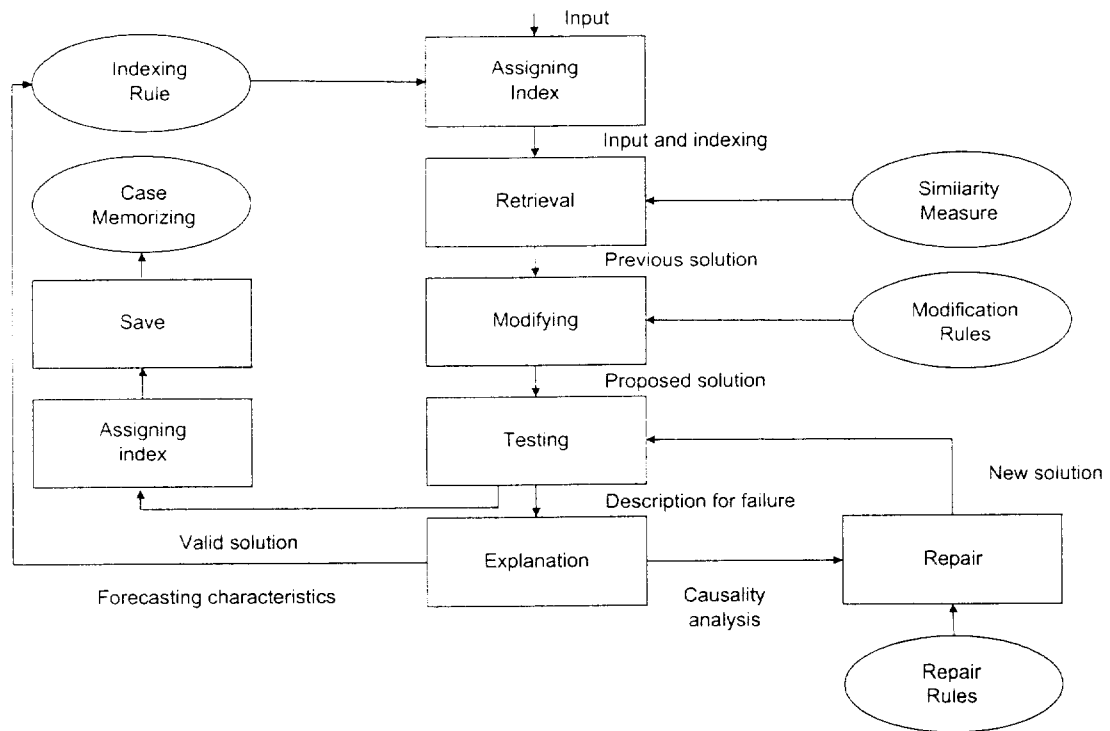 Input
Indexing
Rule
Assigning
Index
Input and indexing
Case
Memorizing
Retrieval
Similarity
Measure
Previous solution
Save
Modifying
Modification
Rules
Proposed solution
Assigning
index
Testing
New solution
Description for failure
Valid solution
Explanation
Repair
Forecasting characteristics
Causality
analysis
Repair
Rules